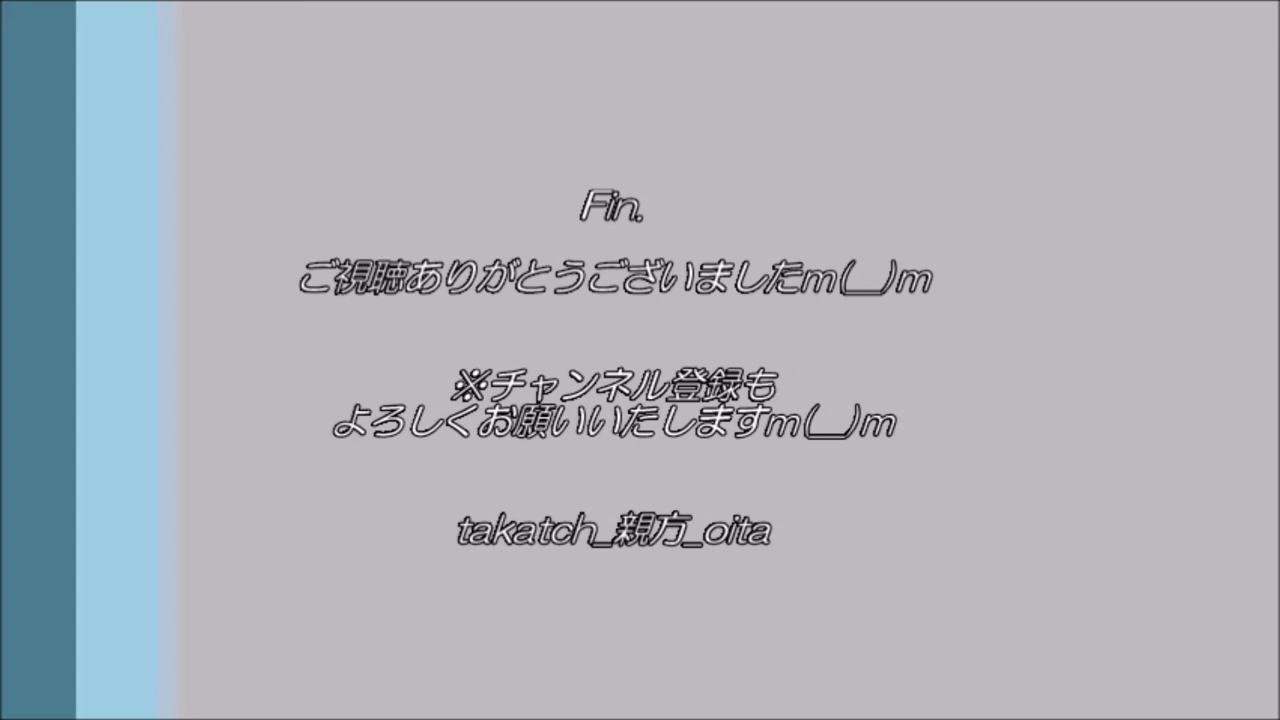 Fin.
ご視聴ありがとうございましたm(__)m
※チャンネル登録も
よろしくお願いいたしますm(__)m
takatch_親方_oita